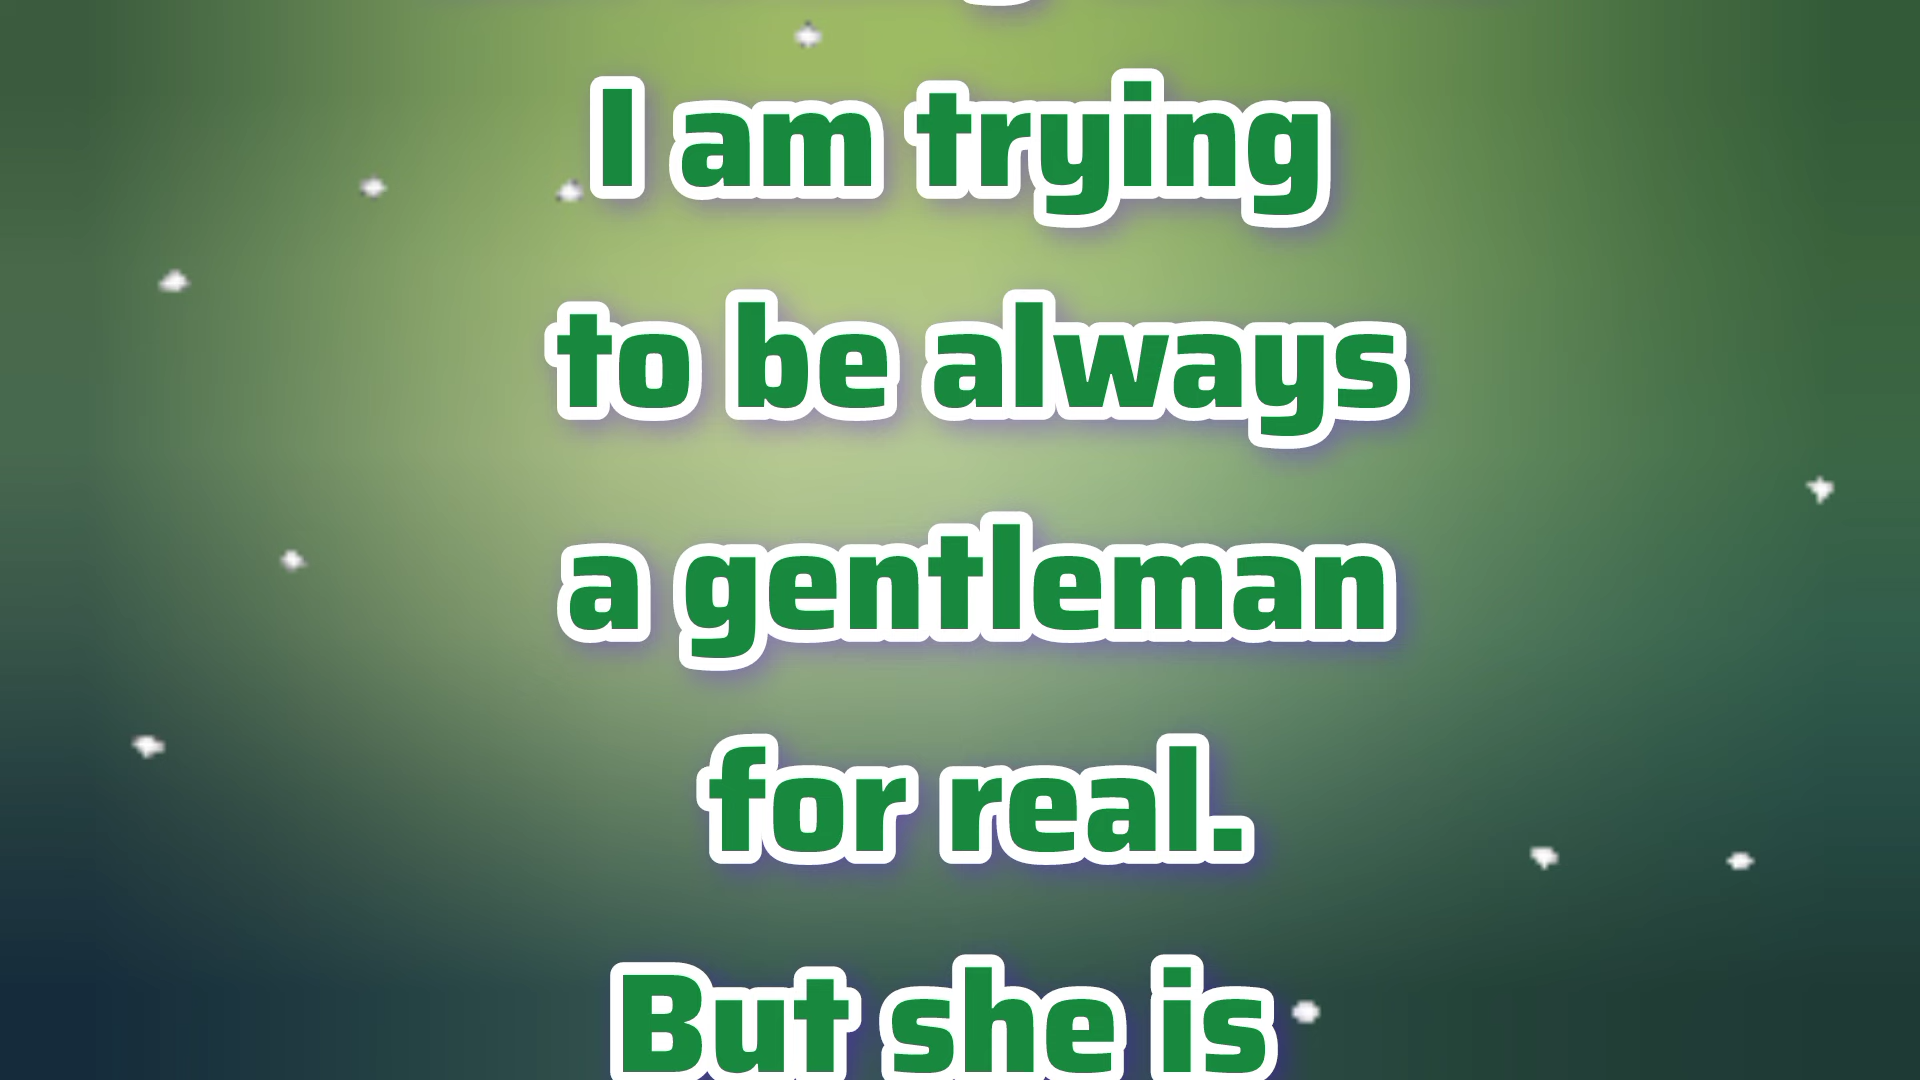 I am trying
to be always
a gentleman
for real.
But she is